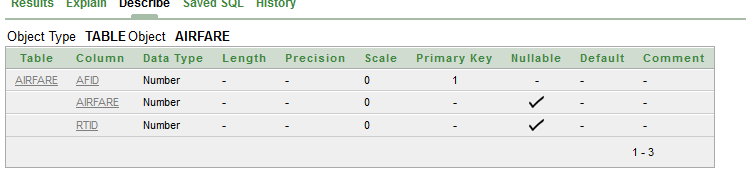 Results Explain Describe Saved SQL History
Object Type TABLE Object AIRFARE
Table Column Data Type Length Precision Scale Primary Key Nullable Default Comment
AIRFARE AFID Number - - 0 1 - - -
AIRFARE Number - - 0 - ✓ - -
RTID Number - - 0 - ✓ - -
1 - 3